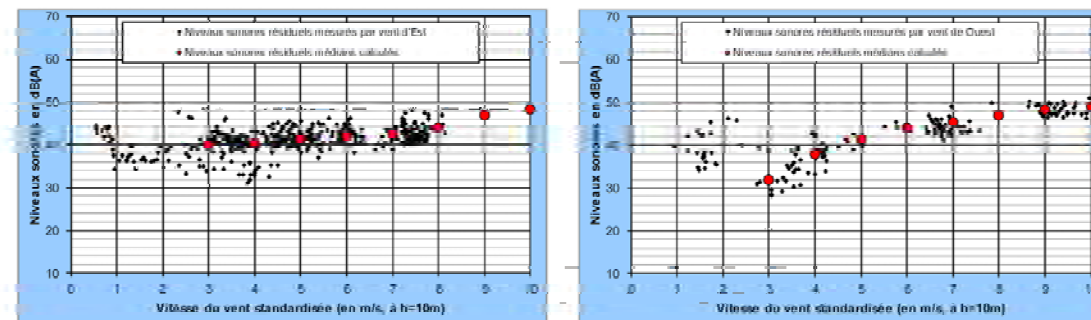 Niveaux sonores résiduels mesurés par vent d'Est
Niveaux sonores résiduels médians calculés
Niveaux sonores en dB(A)
70
60
50
40
30
20
10
0 1 2 3 4 5 6 7 8 9 10
Vitesse du vent standardisée (en m/s, à h=10m)
Niveaux sonores résiduels mesurés par vent de Ouest
Niveaux sonores résiduels médians calculés
Niveaux sonores en dB(A)
70
60
50
40
30
20
10
0 1 2 3 4 5 6 7 8 9
Vitesse du vent standardisée (en m/s, à h=10m)